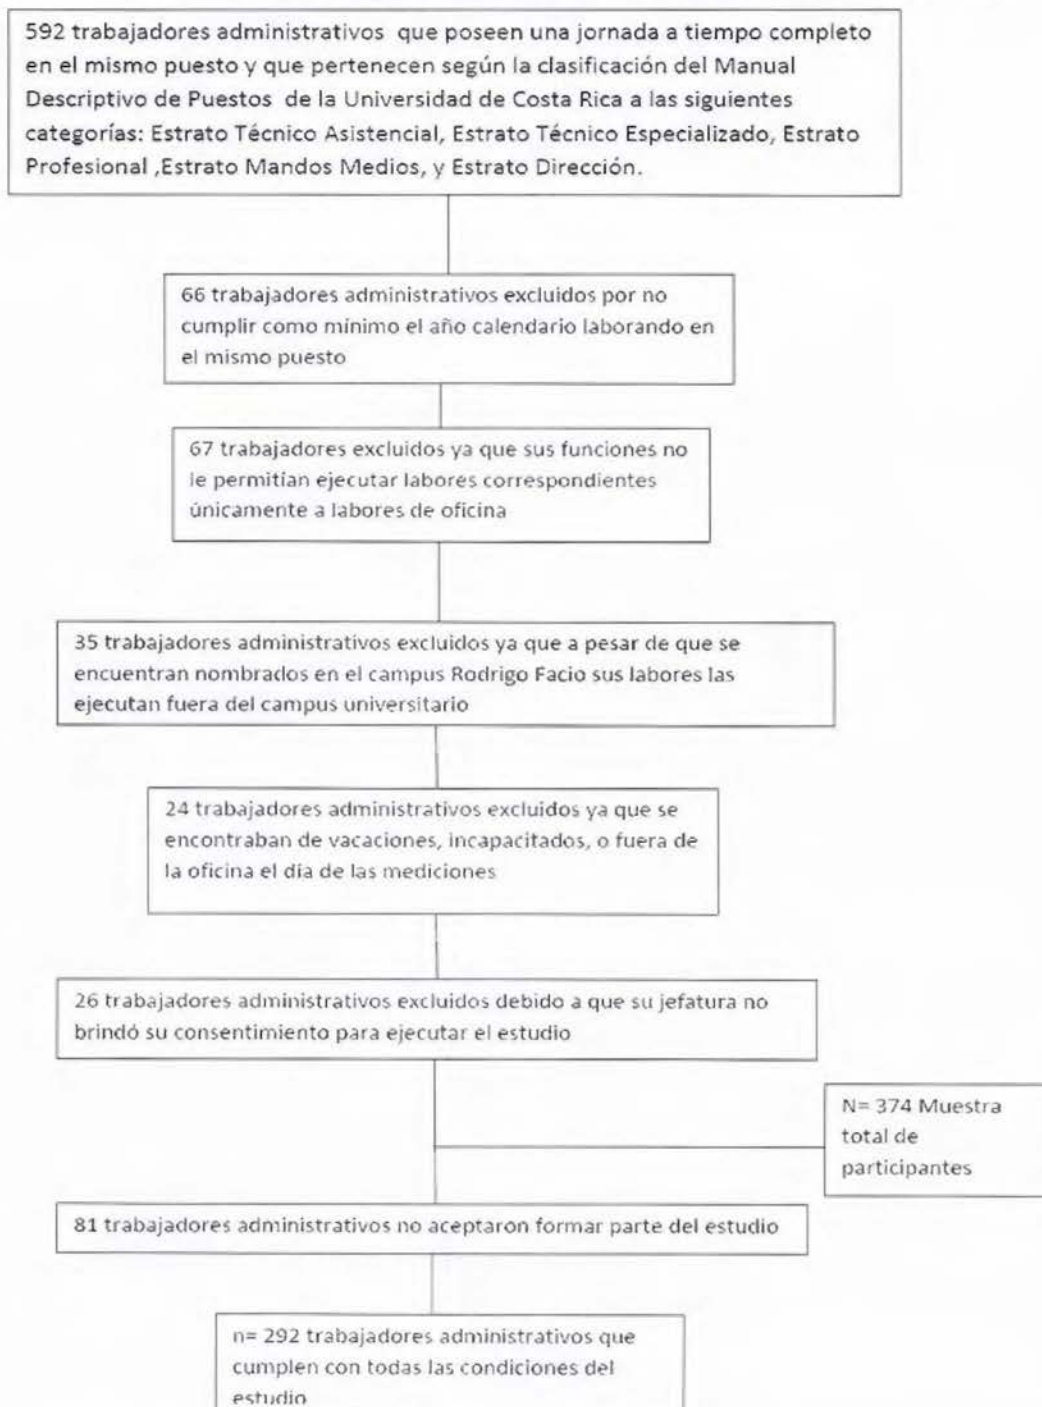 592 trabajadores administrativos que poseen una jornada a tiempo completo
en el mismo puesto y que pertenecen según la clasificación del Manual
Descriptivo de Puestos de la Universidad de Costa Rica a las siguientes
categorías: Estrato Técnico Asistencial, Estrato Técnico Especializado, Estrato
Profesional ,Estrato Mandos Medios, y Estrato Dirección.
66 trabajadores administrativos excluidos por no
cumplir como mínimo el año calendario laborando en
el mismo puesto
67 trabajadores excluidos ya que sus funciones no
le permitían ejecutar labores correspondientes
únicamente a labores de oficina
35 trabajadores administrativos excluidos ya que a pesar de que se
encuentran nombrados en el campus Rodrigo Facio sus labores las
ejecutan fuera del campus universitario
24 trabajadores administrativos excluidos ya que se
encontraban de vacaciones, incapacitados, o fuera de
la oficina el día de las mediciones
26 trabajadores administrativos excluidos debido a que su jefatura no
brindó su consentimiento para ejecutar el estudio
N= 374 Muestra
total de
participantes
81 trabajadores administrativos no aceptaron formar parte del estudio
n= 292 trabajadores administrativos que
cumplen con todas las condiciones del
estudio